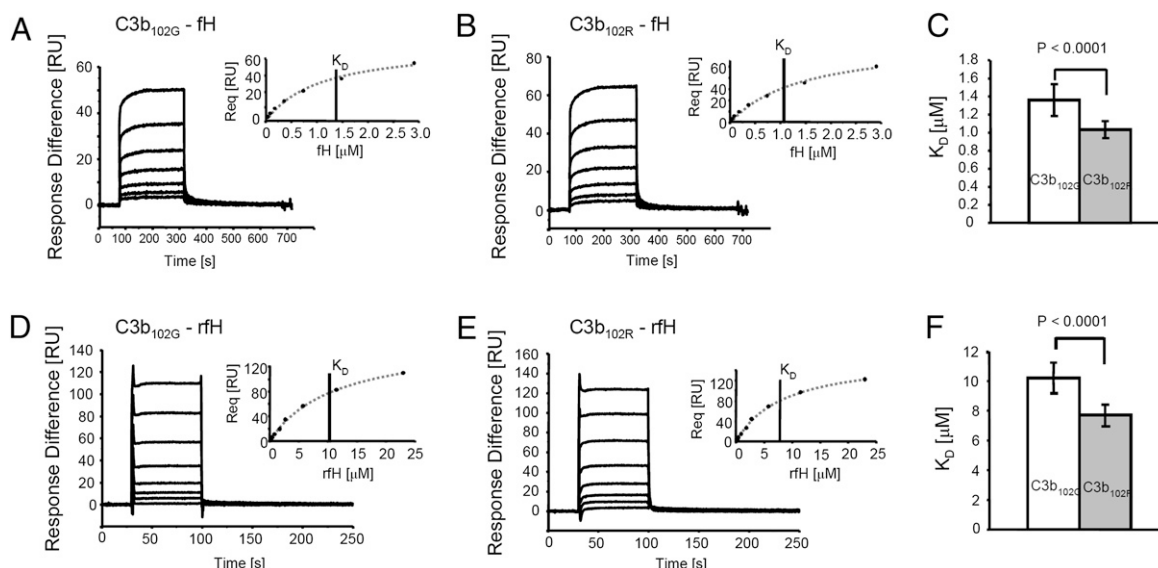 A
C3b102G - fH
Response Difference [RU]
60
40
20
0
0 100 200 300 400 500 600 700
Time [s]
Req [RU]
60
50
40
20
0
KD
0 0.5 1.0 1.5 2.0 2.5 3.0
fH [µM]
B
C3b102R - fH
Response Difference [RU]
80
60
40
20
0
0 100 200 300 400 500 600 700
Time [s]
Req [RU]
60
40
20
0
KD
0 0.5 1.0 1.5 2.0 2.5 3.0
fH [µM]
C
P < 0.0001
KD [µM]
1.8
1.6
1.4
1.2
1.0
0.8
0.6
0.4
0.2
0
C3b102G
C3b102R
D
C3b102G - rfH
Response Difference [RU]
140
120
100
80
60
40
20
0
0 50 100 150 200 250
Time [s]
Req [RU]
120
80
40
0
KD
0 5 10 15 20 25
rfH [µM]
E
C3b102R - rfH
Response Difference [RU]
160
140
120
100
80
60
40
20
0
0 50 100 150 200 250
Time [s]
Req [RU]
120
80
40
0
KD
0 5 10 15 20 25
rfH [µM]
F
P < 0.0001
KD [µM]
12
10
8
6
4
2
0
C3b102G
C3b102R